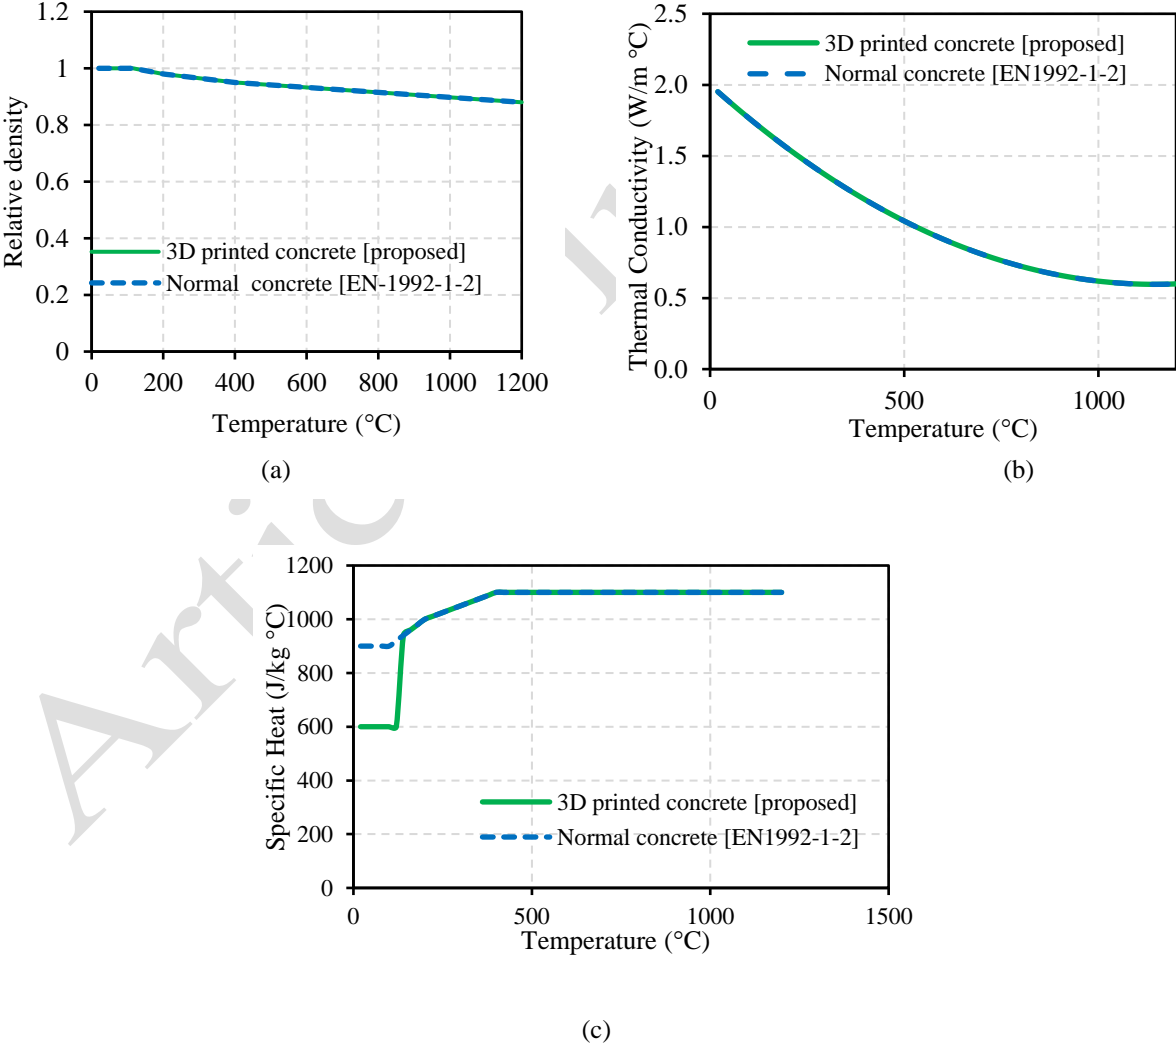 1.2
1
0.8
0.6
0.4
0.2
0
Relative density
3D printed concrete [proposed]
Normal concrete [EN-1992-1-2]
0 200 400 600 800 1000 1200
Temperature (°C)
(a)
2.5
2.0
1.5
1.0
0.5
0.0
Thermal Conductivity (W/m °C)
3D printed concrete [proposed]
Normal concrete [EN1992-1-2]
0 500 1000
Temperature (°C)
(b)
1200
1000
800
600
400
200
0
Specific Heat (J/kg °C)
3D printed concrete [proposed]
Normal concrete [EN1992-1-2]
0 500 1000 1500
Temperature (°C)
(c)